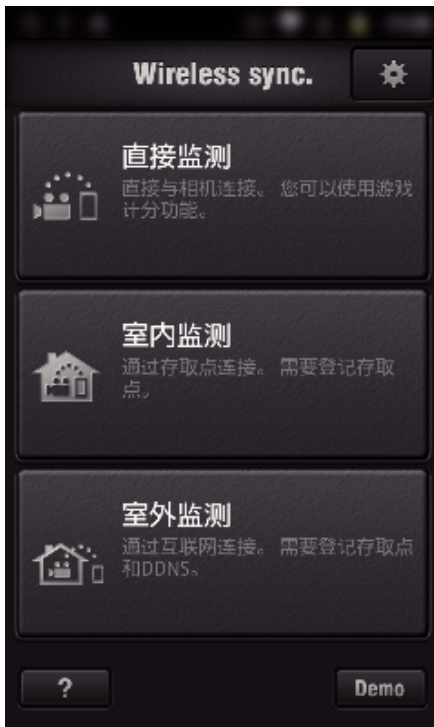 Wireless sync.
直接监测
直接与相机连接。 您可以使用游戏
计分功能。
室内监测
通过存取点连接。 需要登记存取
点。
室外监测
通过互联网连接。 需要登记存取点
和DDNS。
?
Demo